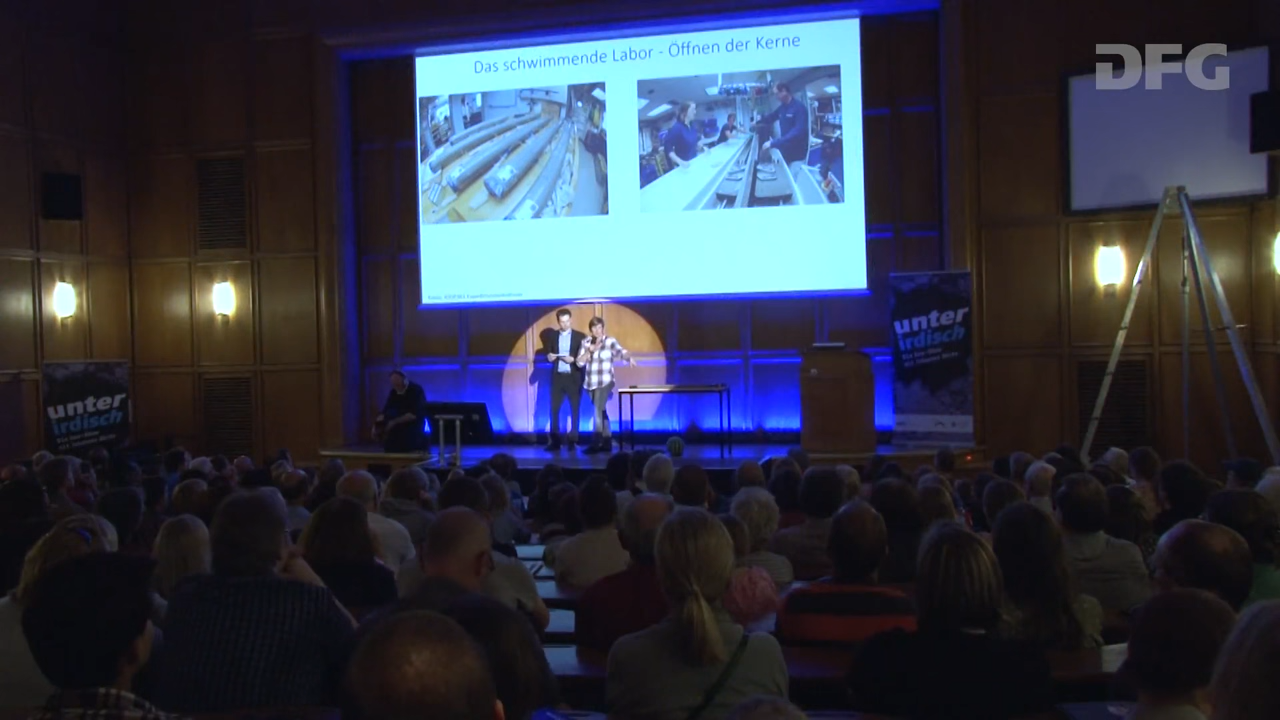 DFG
Das schwimmende Labor - Öffnen der Kerne
unter
irdisch
unter
irdisch